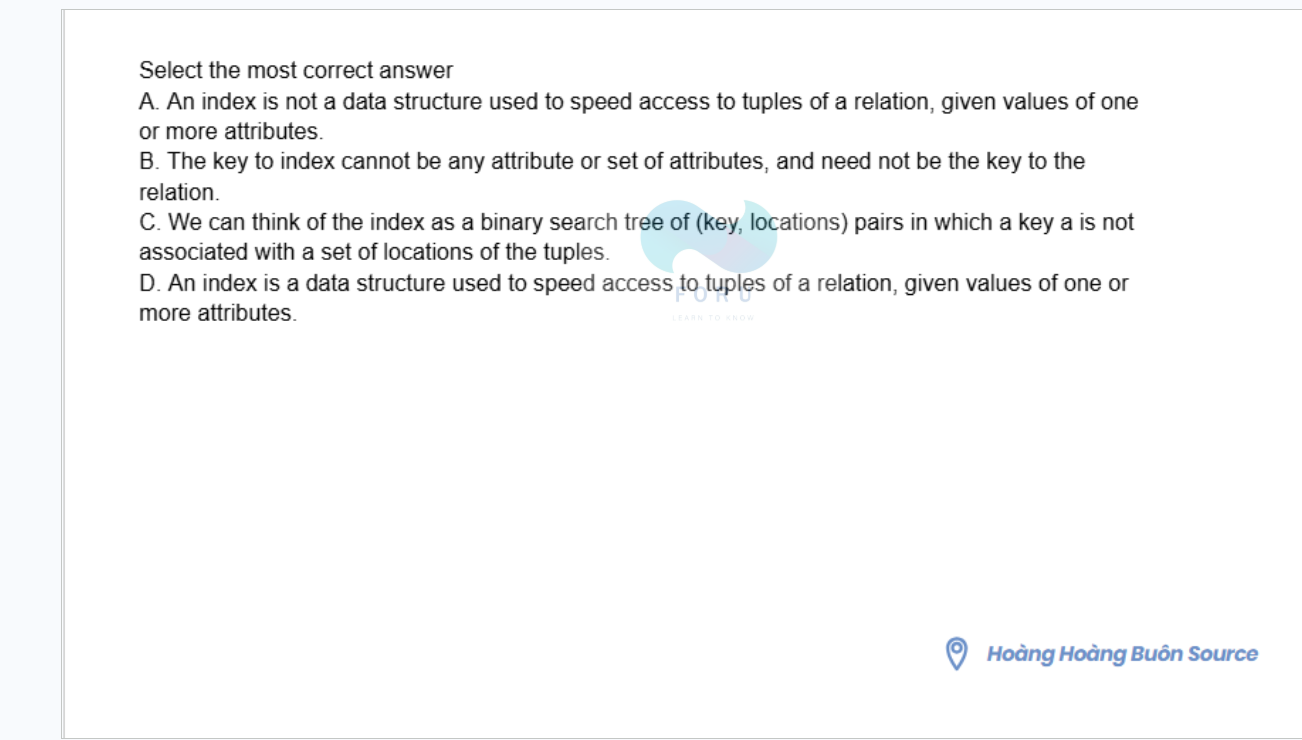 Select the most correct answer
A. An index is not a data structure used to speed access to tuples of a relation, given values of one
or more attributes.
B. The key to index cannot be any attribute or set of attributes, and need not be the key to the
relation.
C. We can think of the index as a binary search tree of (key, locations) pairs in which a key a is not
associated with a set of locations of the tuples.
D. An index is a data structure used to speed access to tuples of a relation, given values of one or
more attributes.
FORU
LEARN TO KNOW
Hoàng Hoàng Buôn Source